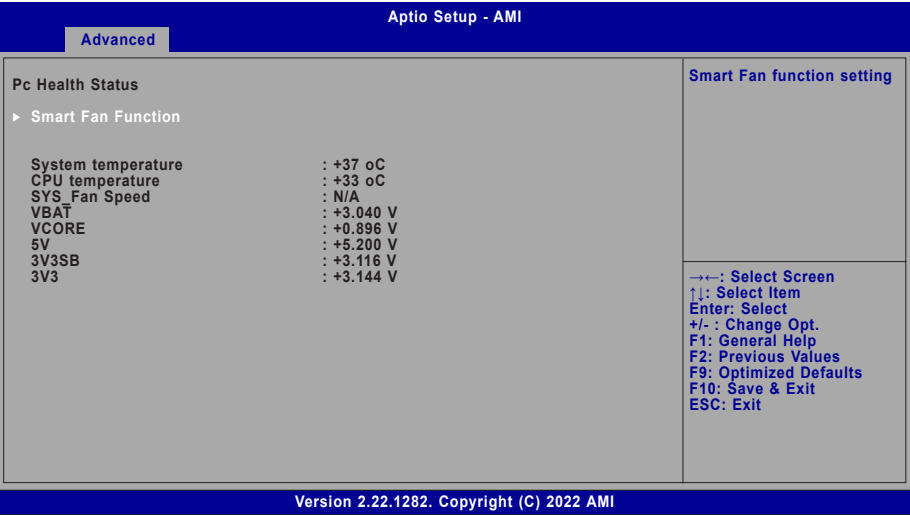 Aptio Setup - AMI
Advanced
Pc Health Status
▶ Smart Fan Function
System temperature : +37 oC
CPU temperature : +33 oC
SYS_Fan Speed : N/A
VBAT : +3.040 V
VCORE : +0.896 V
5V : +5.200 V
3V3SB : +3.116 V
3V3 : +3.144 V
Smart Fan function setting
→←: Select Screen
↑↓: Select Item
Enter: Select
+/- : Change Opt.
F1: General Help
F2: Previous Values
F9: Optimized Defaults
F10: Save & Exit
ESC: Exit
Version 2.22.1282. Copyright (C) 2022 AMI